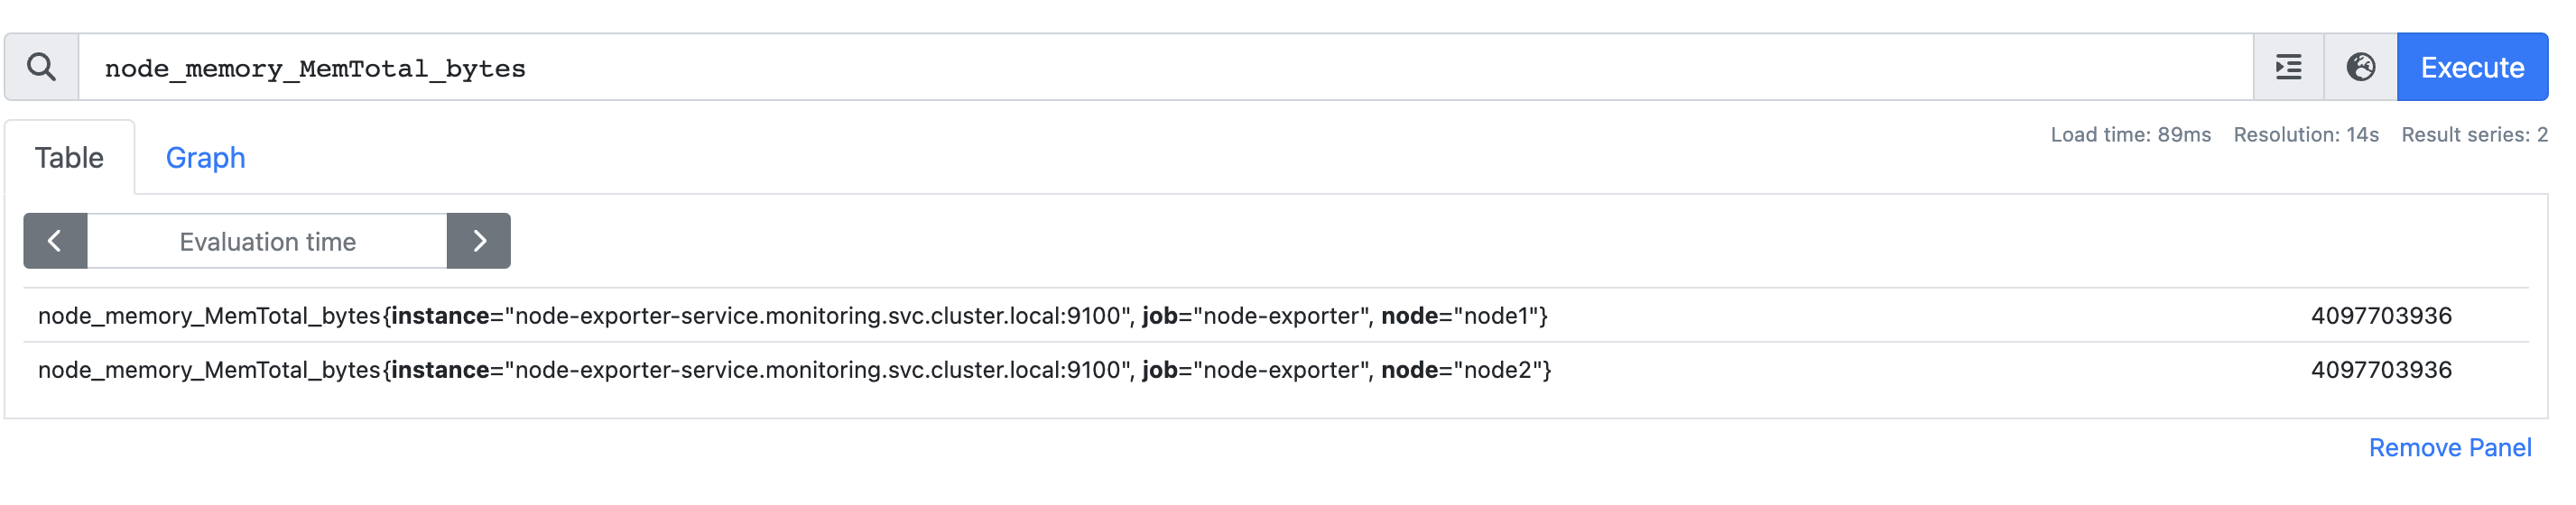 node_memory_MemTotal_bytes
Execute
Table
Graph
Load time: 89ms Resolution: 14s Result series: 2
Evaluation time
node_memory_MemTotal_bytes{instance="node-exporter-service.monitoring.svc.cluster.local:9100", job="node-exporter", node="node1"} 4097703936
node_memory_MemTotal_bytes{instance="node-exporter-service.monitoring.svc.cluster.local:9100", job="node-exporter", node="node2"} 4097703936
Remove Panel